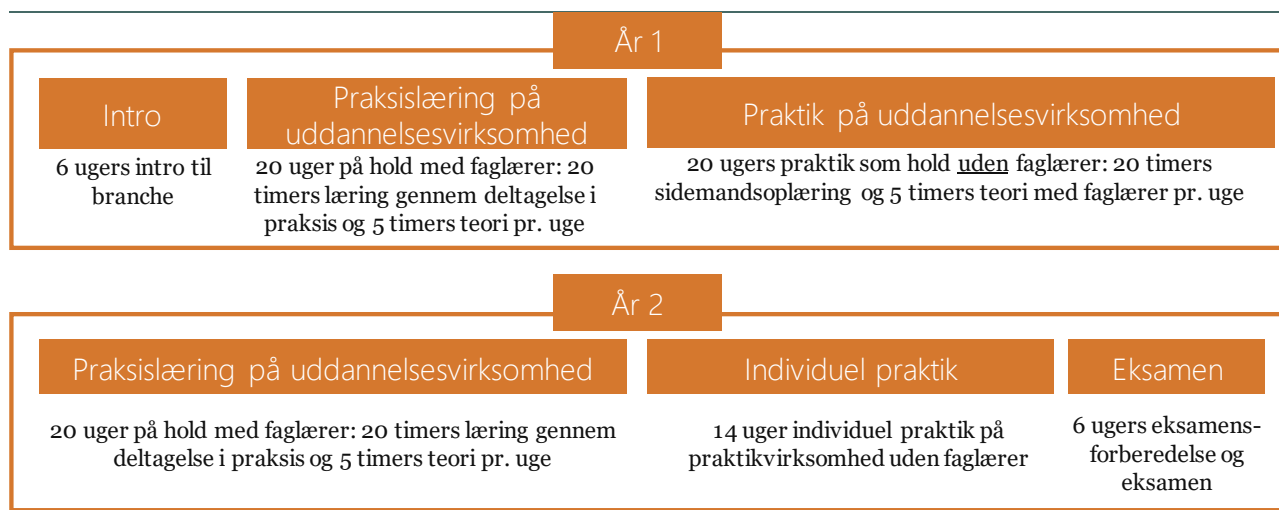 År 1
Intro
6 ugers intro til
branche
Praksislæring på
uddannelsesvirksomhed
20 uger på hold med faglærer: 20
timers læring gennem deltagelse i
praksis og 5 timers teori pr. uge
Praktik på uddannelsesvirksomhed
20 ugers praktik som hold uden faglærer: 20 timers
sidemandsoplæring og 5 timers teori med faglærer pr. uge
År 2
Praksislæring på uddannelsesvirksomhed
20 uger på hold med faglærer: 20 timers læring gennem
deltagelse i praksis og 5 timers teori pr. uge
Individuel praktik
14 uger individuel praktik på
praktikvirksomhed uden faglærer
Eksamen
6 ugers eksamens-
forberedelse og
eksamen